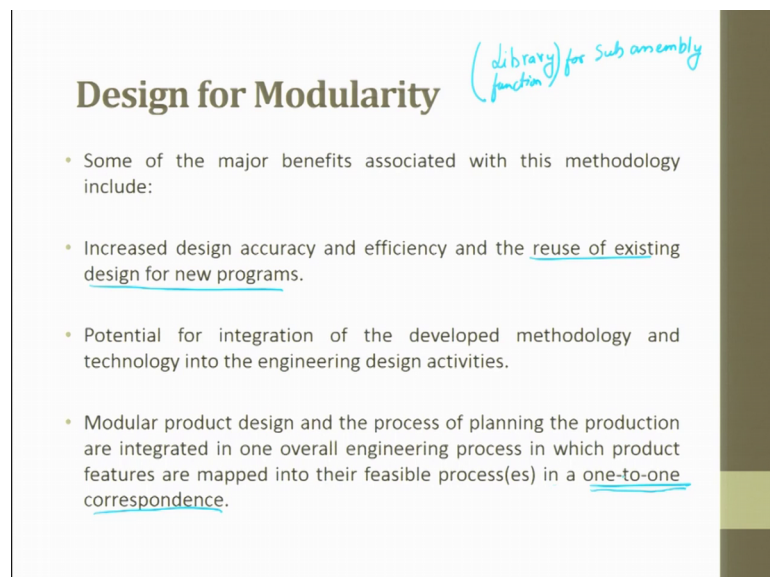 (Library) for Sub assembly
function
Design for Modularity
• Some of the major benefits associated with this methodology
include:
• Increased design accuracy and efficiency and the reuse of existing
design for new programs.
• Potential for integration of the developed methodology and
technology into the engineering design activities.
• Modular product design and the process of planning the production
are integrated in one overall engineering process in which product
features are mapped into their feasible process(es) in a one-to-one
correspondence.